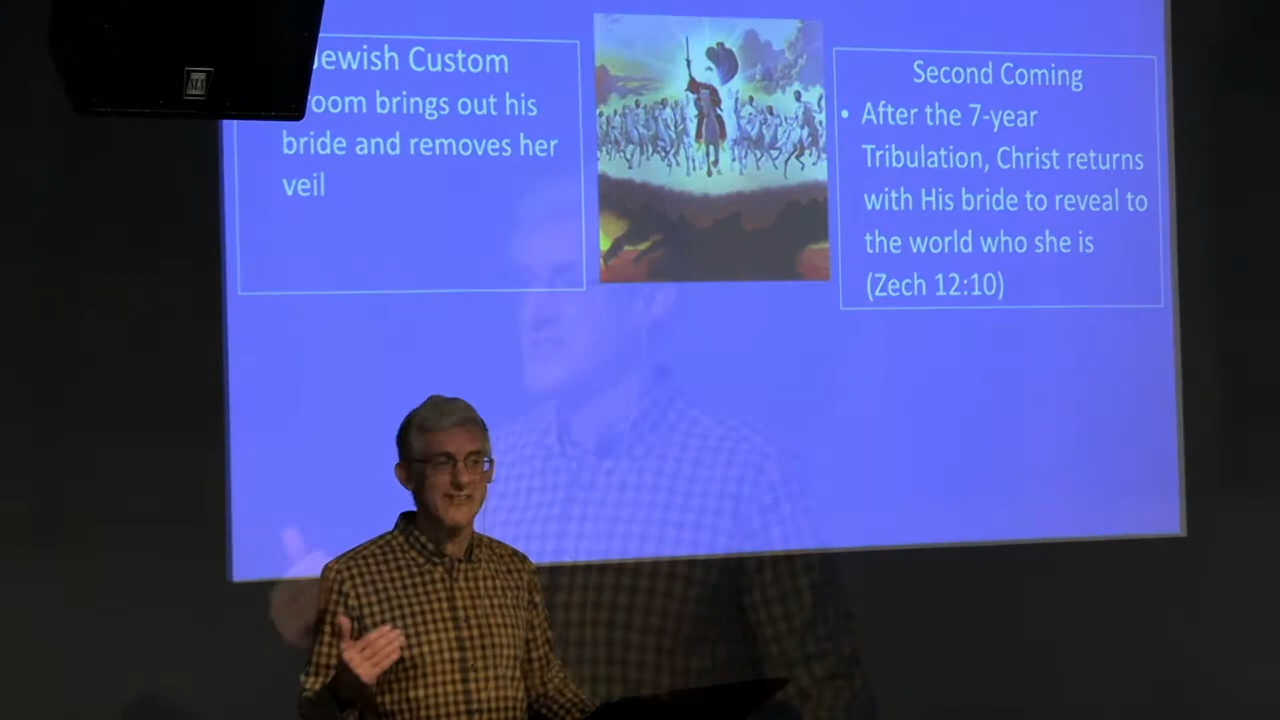 Jewish Custom
room brings out his
bride and removes her
veil
Second Coming
• After the 7-year
Tribulation, Christ returns
with His bride to reveal to
the world who she is
(Zech 12:10)